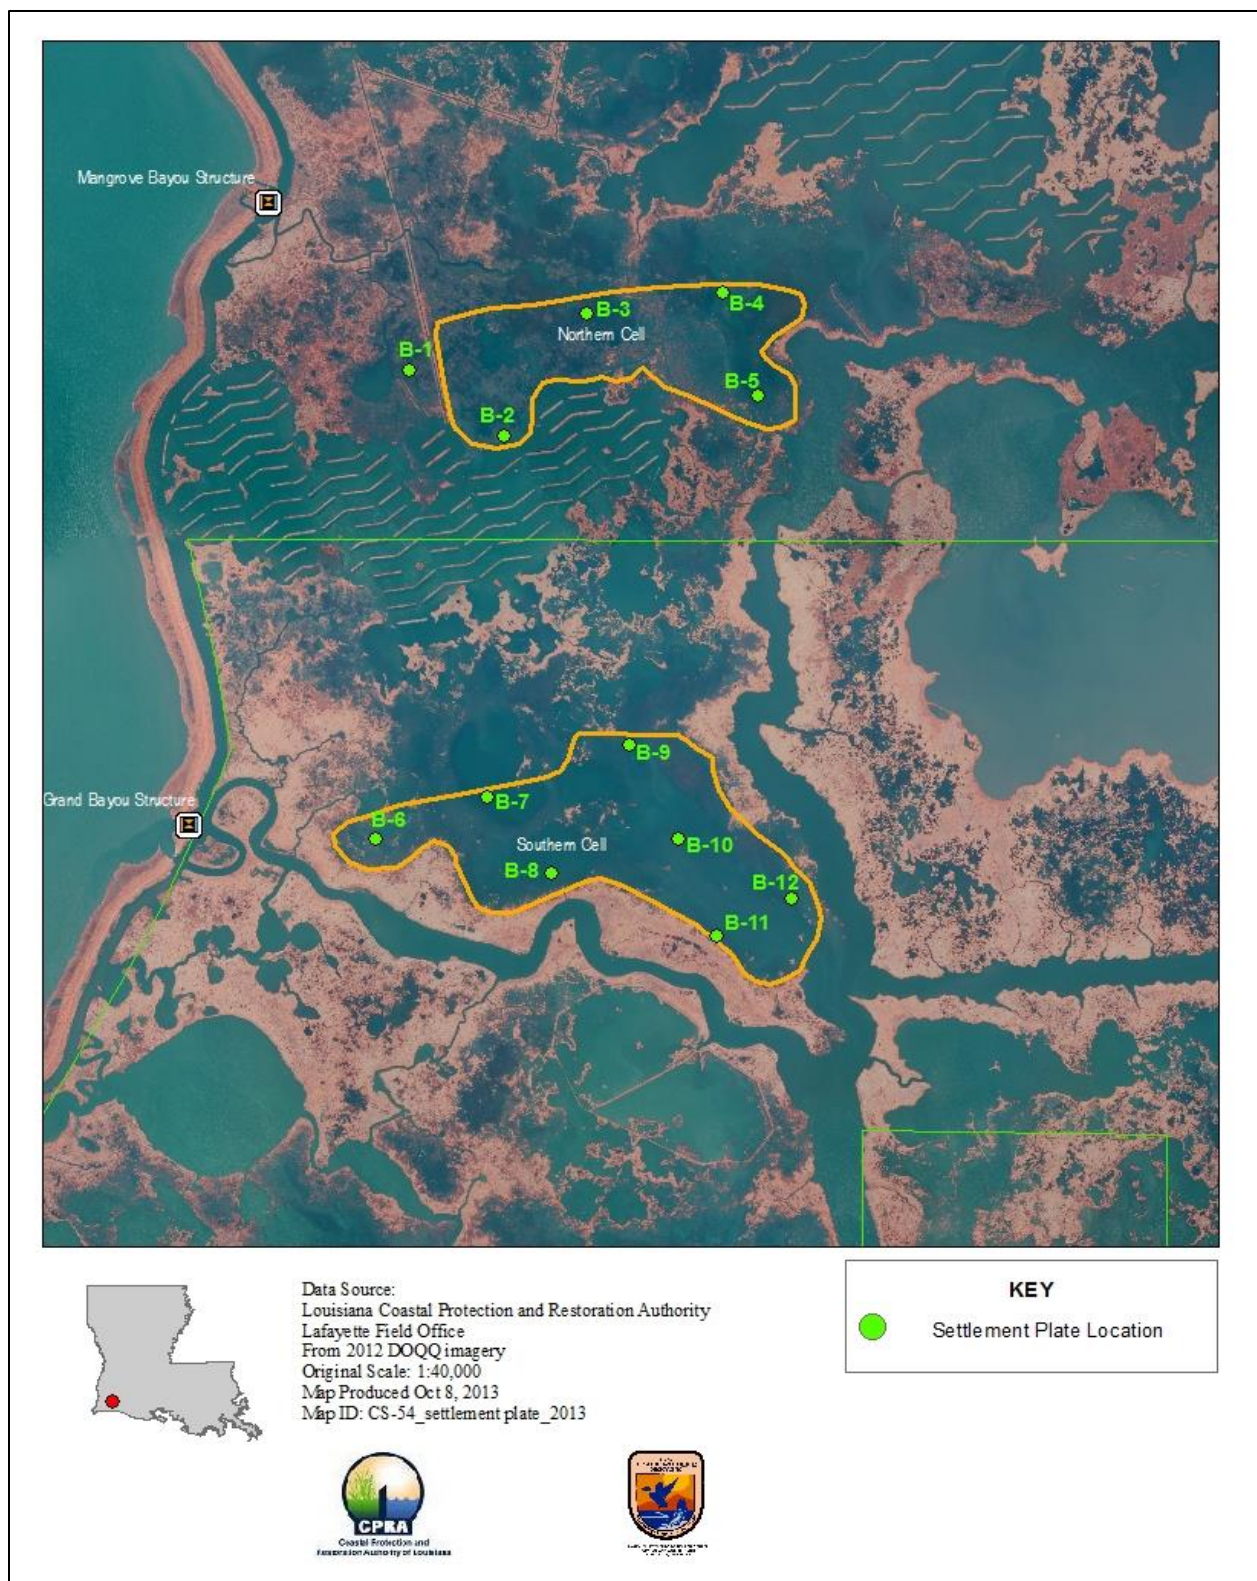 Mangrove Bayou Structure
B-3
B-4
Northern Cell
B-1
B-5
B-2
B-9
Grand Bayou Structure
B-7
B-6
B-10
Southern Cell
B-8
B-12
B-11
Data Source:
Louisiana Coastal Protection and Restoration Authority
Lafayette Field Office
From 2012 DOQQ imagery
Original Scale: 1:40,000
Map Produced Oct 8, 2013
Map ID: CS-54_settlement plate_2013
KEY
Settlement Plate Location
CPRA
Coastal Protection and
Restoration Authority of Louisiana